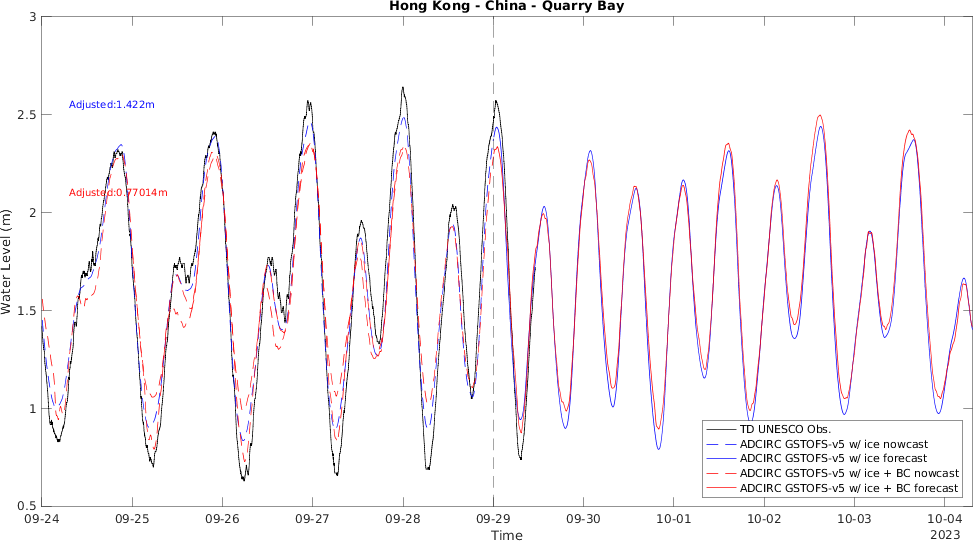 Hong Kong - China - Quarry Bay
3
2.5
2
1.5
1
0.5
Water Level (m)
Adjusted:1.422m
Adjusted:0.77014m
TD UNESCO Obs.
ADCIRC GSTOFS-v5 w/ ice nowcast
ADCIRC GSTOFS-v5 w/ ice forecast
ADCIRC GSTOFS-v5 w/ ice + BC nowcast
ADCIRC GSTOFS-v5 w/ ice + BC forecast
09-24 09-25 09-26 09-27 09-28 09-29 09-30 10-01 10-02 10-03 10-04
Time
2023